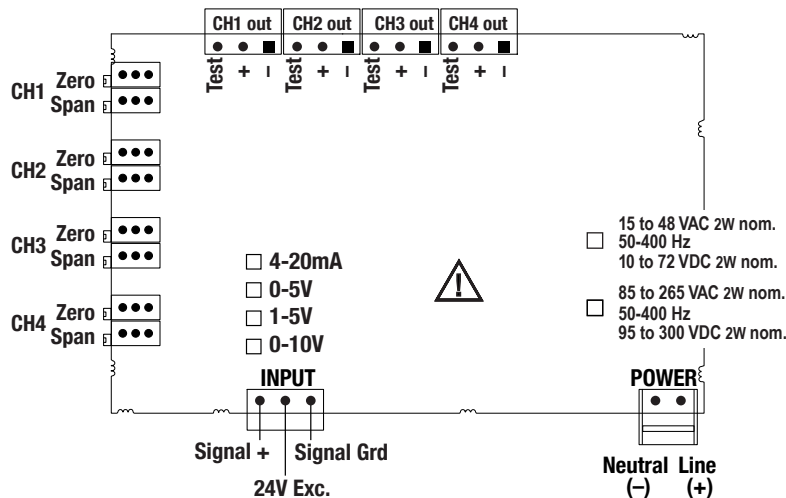 CH1 out CH2 out CH3 out CH4 out
Test + – Test + – Test + – Test + –
CH1 Zero
Span
CH2 Zero
Span
CH3 Zero
Span
CH4 Zero
Span
4-20mA
0-5V
1-5V
0-10V
!
15 to 48 VAC 2W nom.
50-400 Hz
10 to 72 VDC 2W nom.
85 to 265 VAC 2W nom.
50-400 Hz
95 to 300 VDC 2W nom.
INPUT
Signal +
24V Exc.
Signal Grd
POWER
Neutral Line
(–) (+)